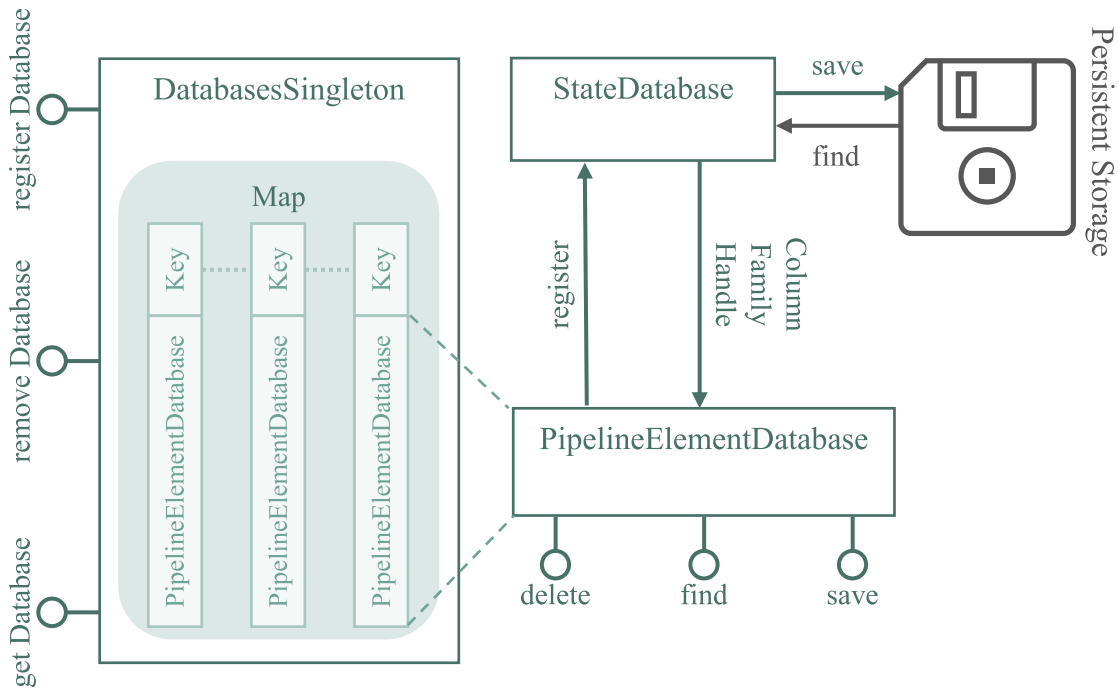 register Database
remove Database
get Database
DatabasesSingleton
Map
Key
Key
Key
PipelineElementDatabase
PipelineElementDatabase
PipelineElementDatabase
StateDatabase
save
find
Persistent Storage
register
Column
Family
Handle
PipelineElementDatabase
delete
find
save